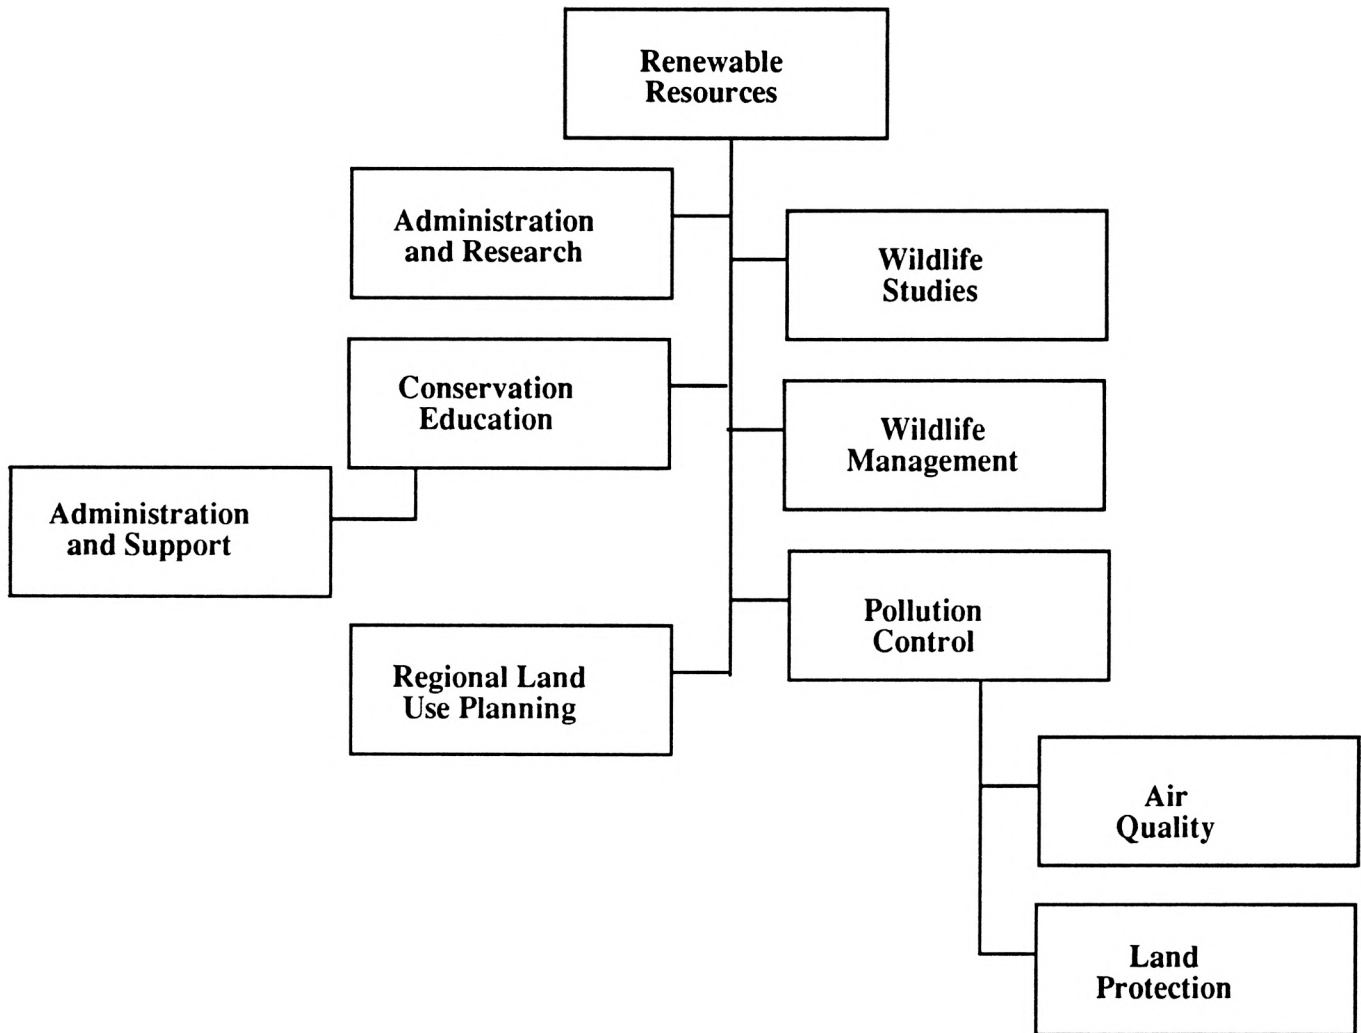 Renewable
Resources
Administration
and Research
Wildlife
Studies
Conservation
Education
Wildlife
Management
Administration
and Support
Pollution
Control
Regional Land
Use Planning
Air
Quality
Land
Protection